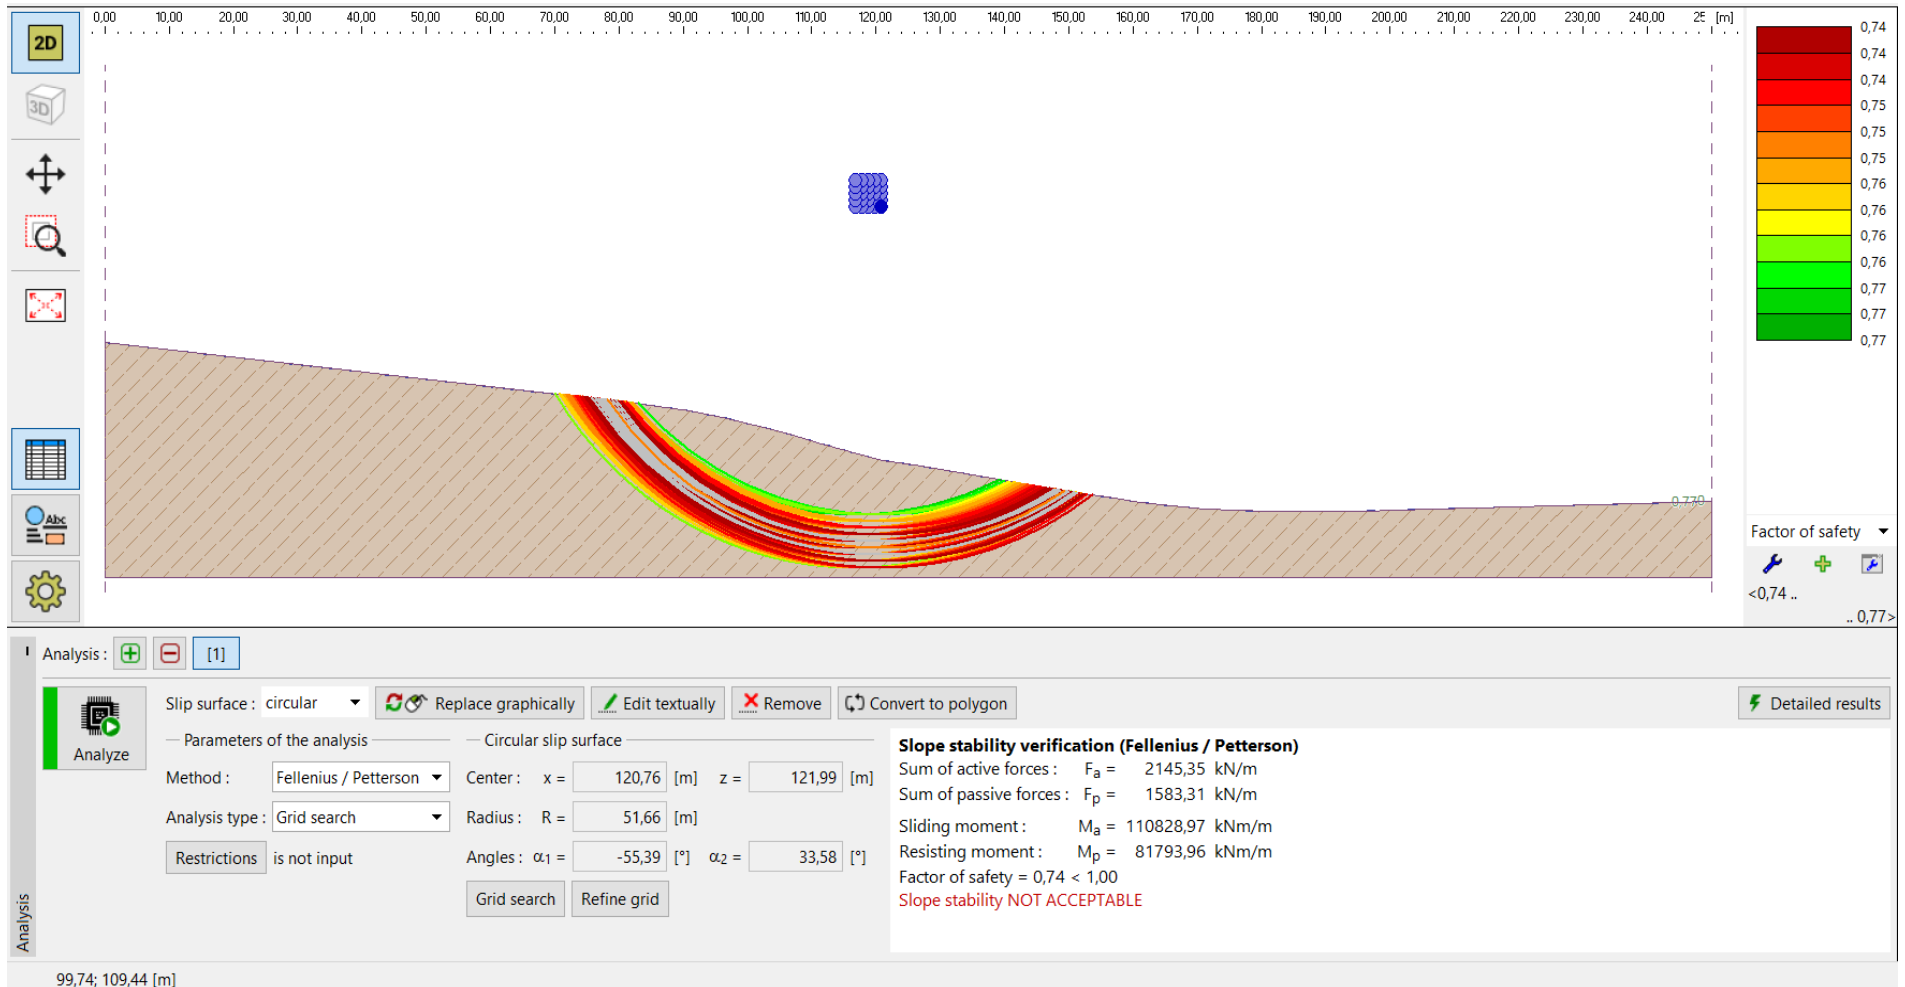 2D
0,00 10,00 20,00 30,00 40,00 50,00 60,00 70,00 80,00 90,00 100,00 110,00 120,00 130,00 140,00 150,00 160,00 170,00 180,00 190,00 200,00 210,00 220,00 230,00 240,00 25 [m]
3D
0,74
0,74
0,74
0,75
0,75
0,75
0,76
0,76
0,76
0,76
0,77
0,77
0,77
0,770
Abc
Factor of safety
<0,74 ..
.. 0,77>
Analysis : [1]
Analyze
Slip surface : circular Replace graphically Edit textually Remove Convert to polygon Detailed results
Parameters of the analysis
Method : Fellenius / Petterson
Analysis type : Grid search
Restrictions is not input
Circular slip surface
Center : x = 120,76 [m] z = 121,99 [m]
Radius : R = 51,66 [m]
Angles : α1 = -55,39 [°] α2 = 33,58 [°]
Grid search Refine grid
Slope stability verification (Fellenius / Petterson)
Sum of active forces : Fa = 2145,35 kN/m
Sum of passive forces : Fp = 1583,31 kN/m
Sliding moment : Ma = 110828,97 kNm/m
Resisting moment : Mp = 81793,96 kNm/m
Factor of safety = 0,74 < 1,00
Slope stability NOT ACCEPTABLE
Analysis
99,74; 109,44 [m]